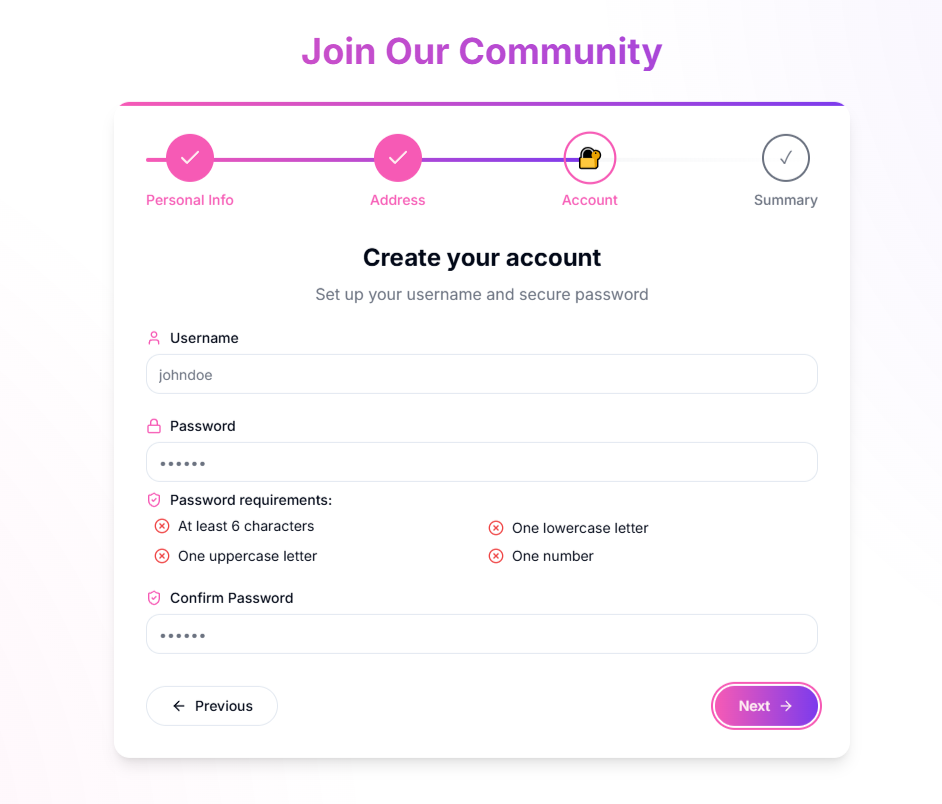 Join Our Community
Personal Info
Address
Account
Summary
Create your account
Set up your username and secure password
Username
johndoe
Password
••••••
Password requirements:
At least 6 characters
One lowercase letter
One uppercase letter
One number
Confirm Password
••••••
Previous
Next